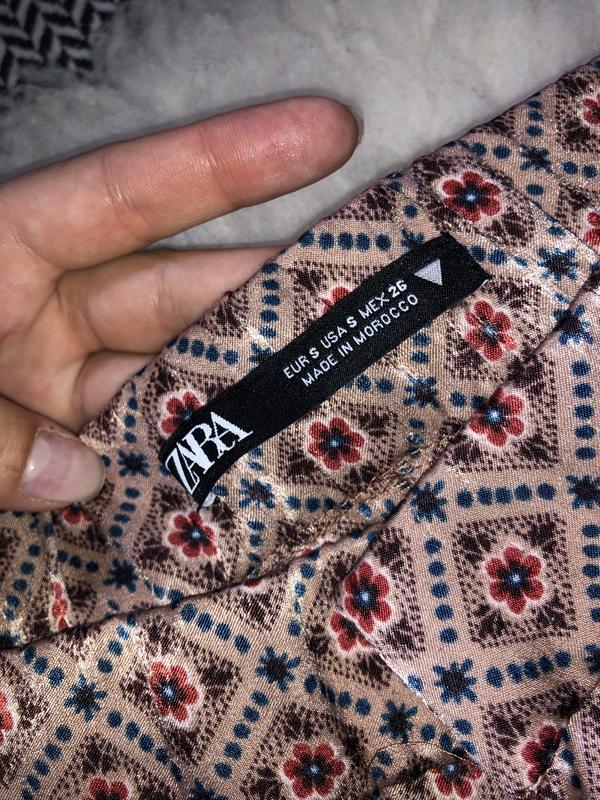 ZARA
EUR S USA S MEX 26
MADE IN MOROCCO